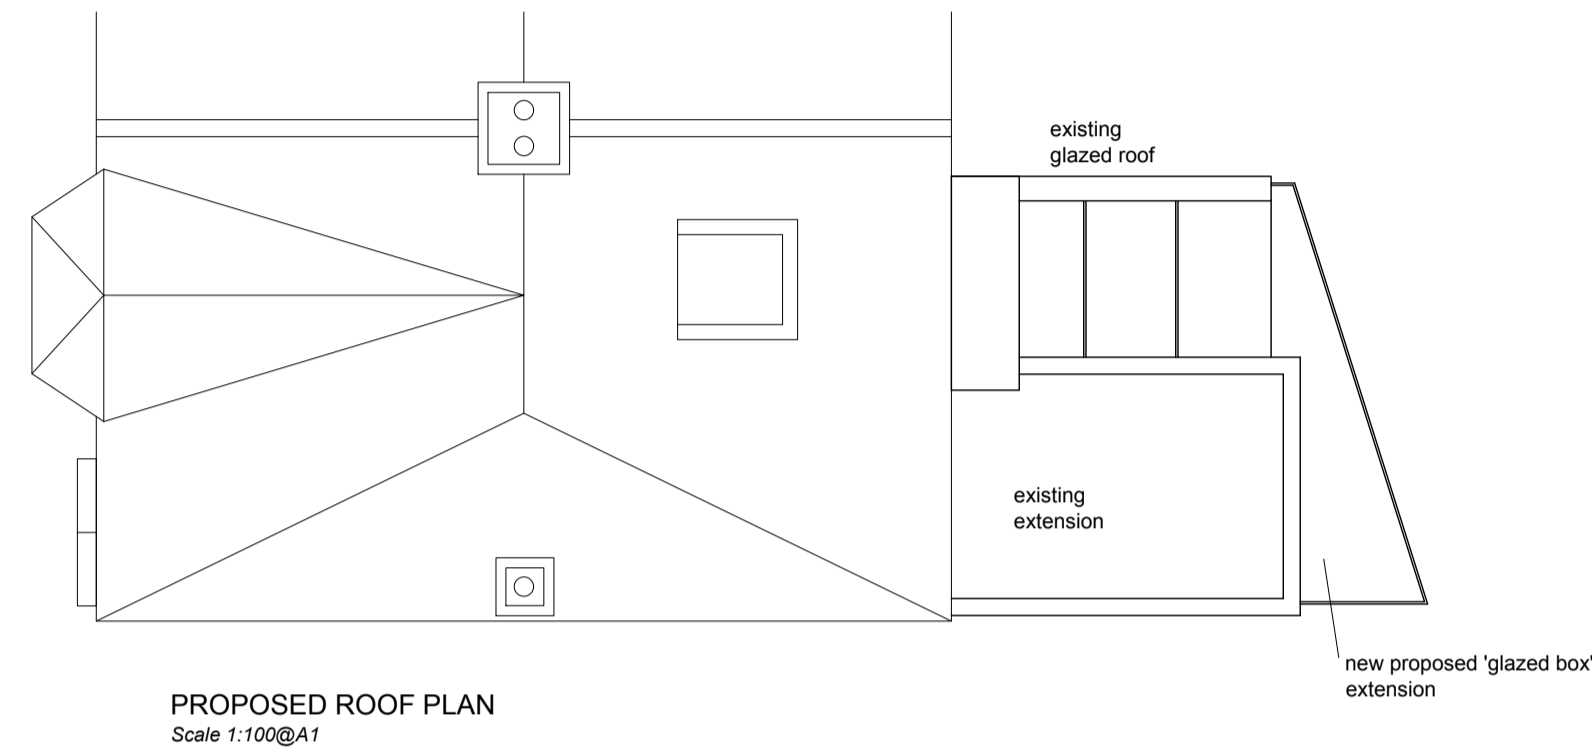 existing
glazed roof
existing
extension
new proposed 'glazed box'
extension
PROPOSED ROOF PLAN
Scale 1:100@A1